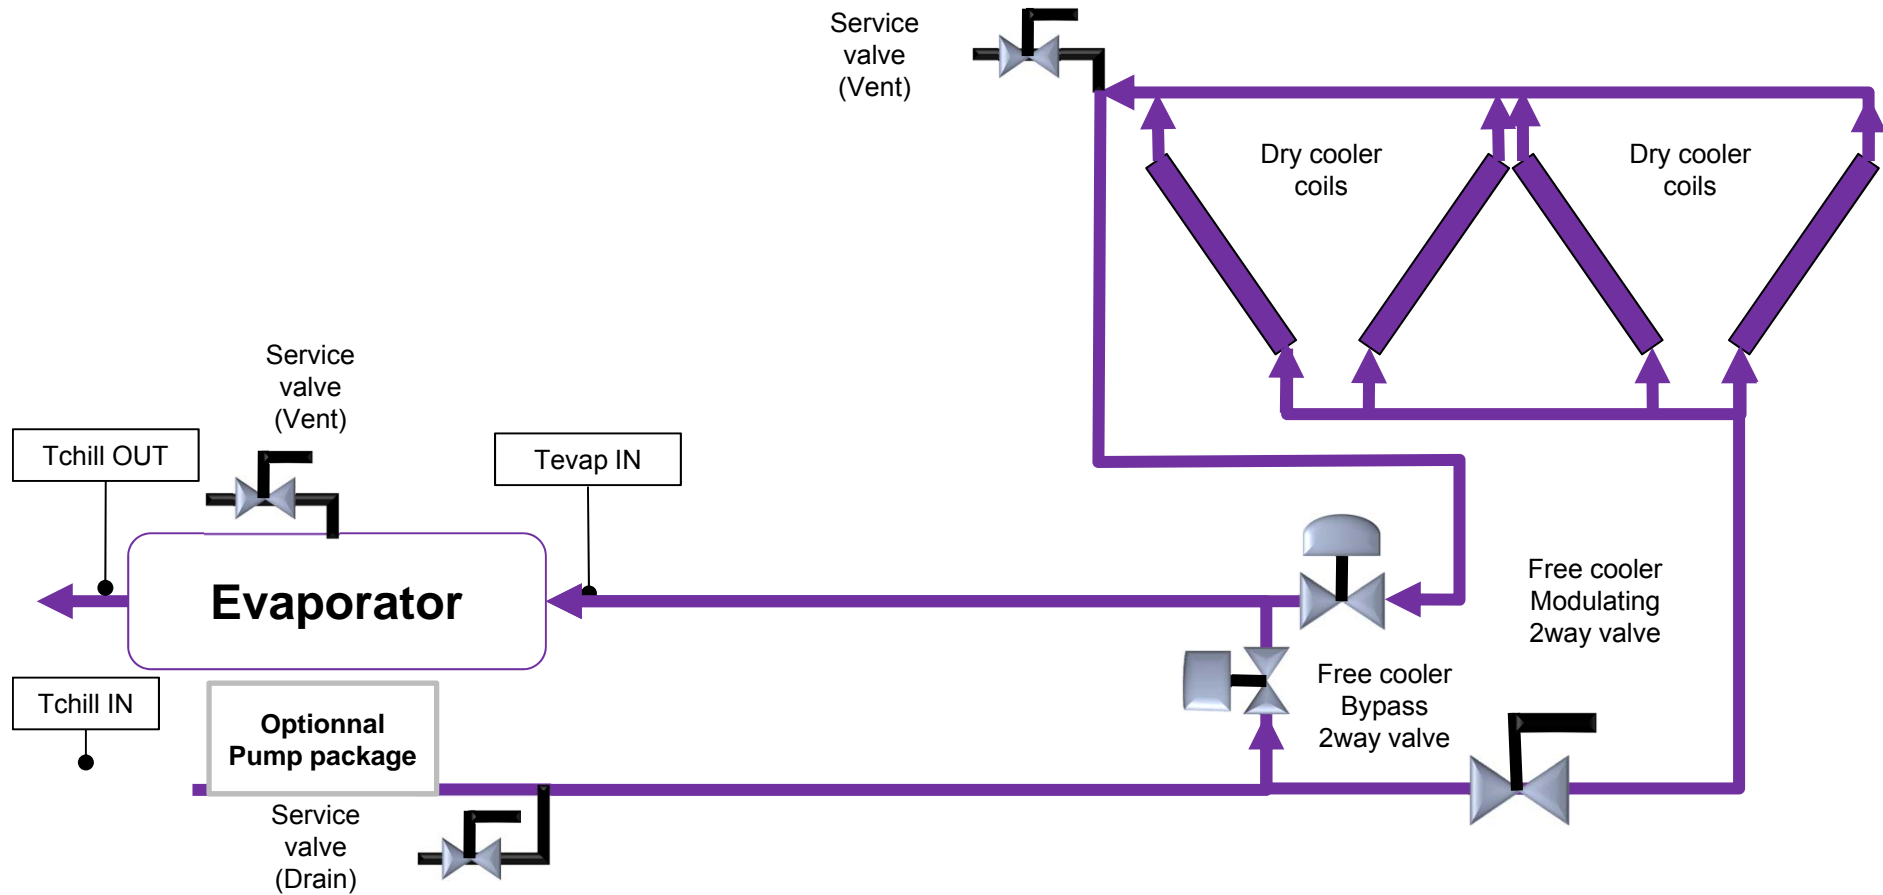 Service
valve
(Vent)
Dry cooler
coils
Dry cooler
coils
Service
valve
(Vent)
Tchill OUT
Tevap IN
Evaporator
Free cooler
Modulating
2way valve
Tchill IN
Optionnal
Pump package
Free cooler
Bypass
2way valve
Service
valve
(Drain)